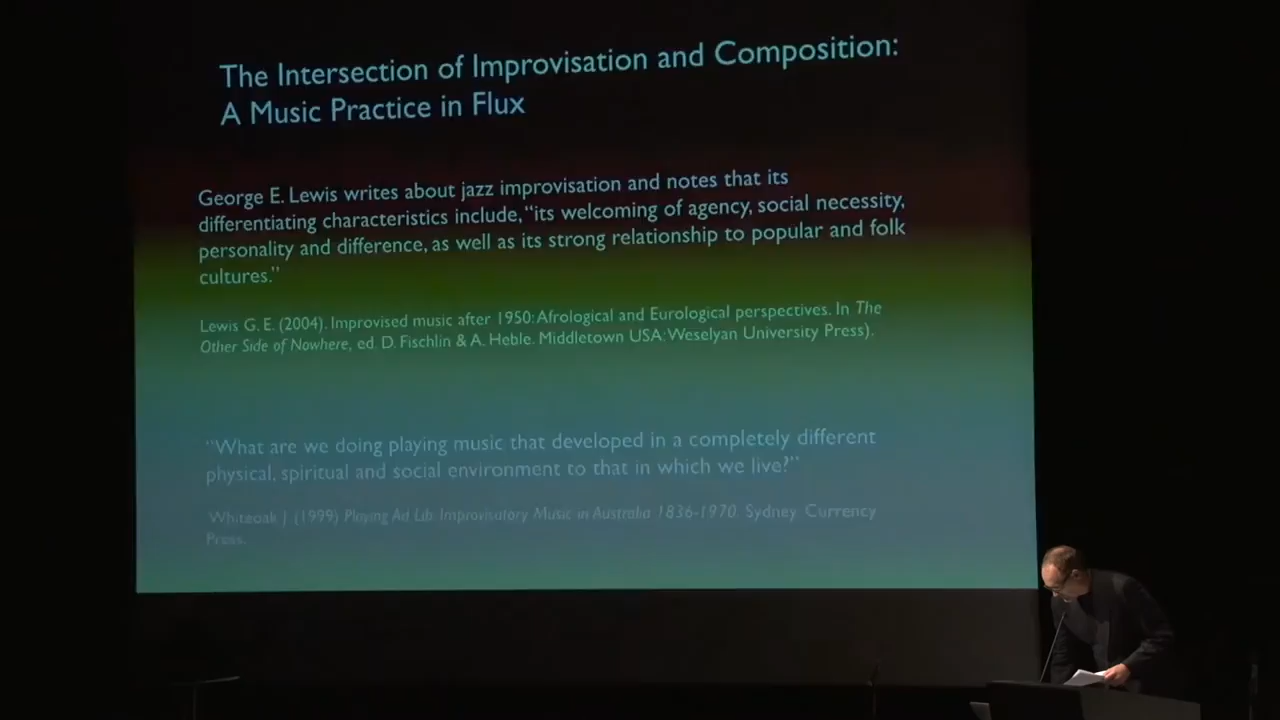 The Intersection of Improvisation and Composition:
A Music Practice in Flux
George E. Lewis writes about jazz improvisation and notes that its
differentiating characteristics include, “its welcoming of agency, social necessity,
personality and difference, as well as its strong relationship to popular and folk
cultures.”
Lewis G. E. (2004). Improvised music after 1950: Afrological and Eurological perspectives. In The
Other Side of Nowhere, ed. D. Fischlin & A. Heble. Middletown USA: Weselyan University Press).
“What are we doing playing music that developed in a completely different
physical, spiritual and social environment to that in which we live?”
Whiteoak J. (1999) Playing Ad Lib: Improvisatory Music in Australia 1836-1970. Sydney: Currency
Press.